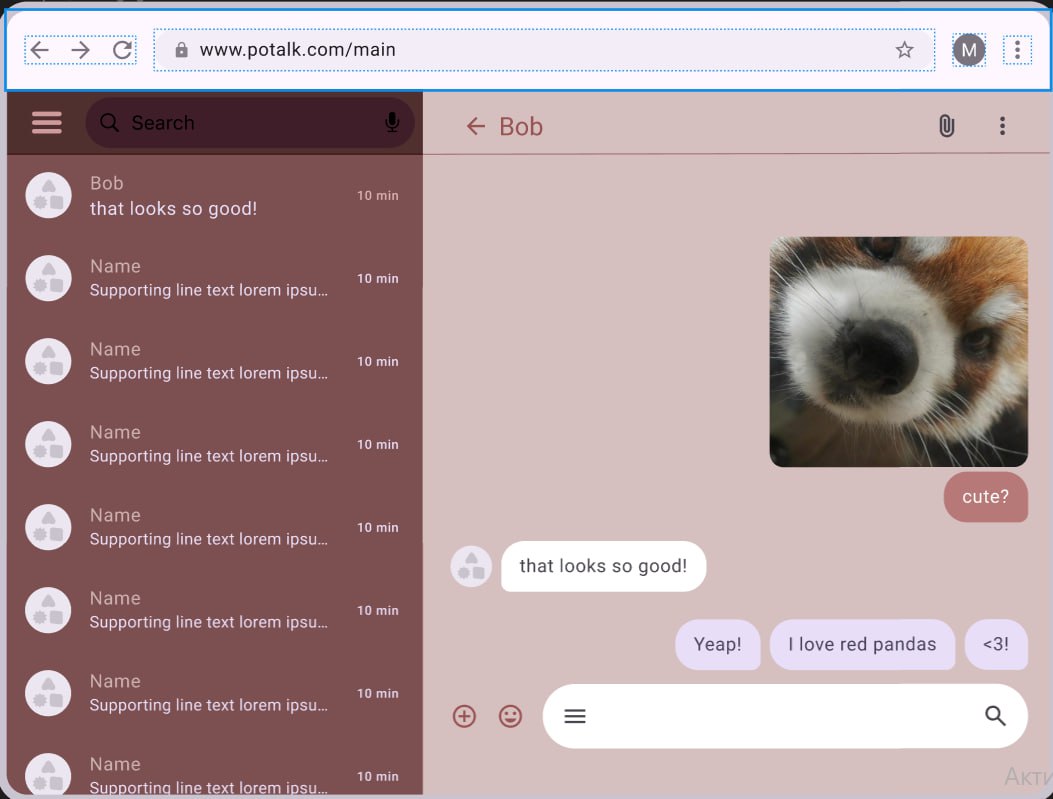 www.potalk.com/main
M
Search
Bob
Bob
10 min
that looks so good!
Name
10 min
Supporting line text lorem ipsu...
Name
10 min
Supporting line text lorem ipsu...
Name
10 min
Supporting line text lorem ipsu...
Name
10 min
Supporting line text lorem ipsu...
Name
10 min
Supporting line text lorem ipsu...
Name
10 min
Supporting line text lorem ipsu...
Name
10 min
Supporting line text lorem ipsu...
cute?
that looks so good!
Yeap!
I love red pandas
<3!